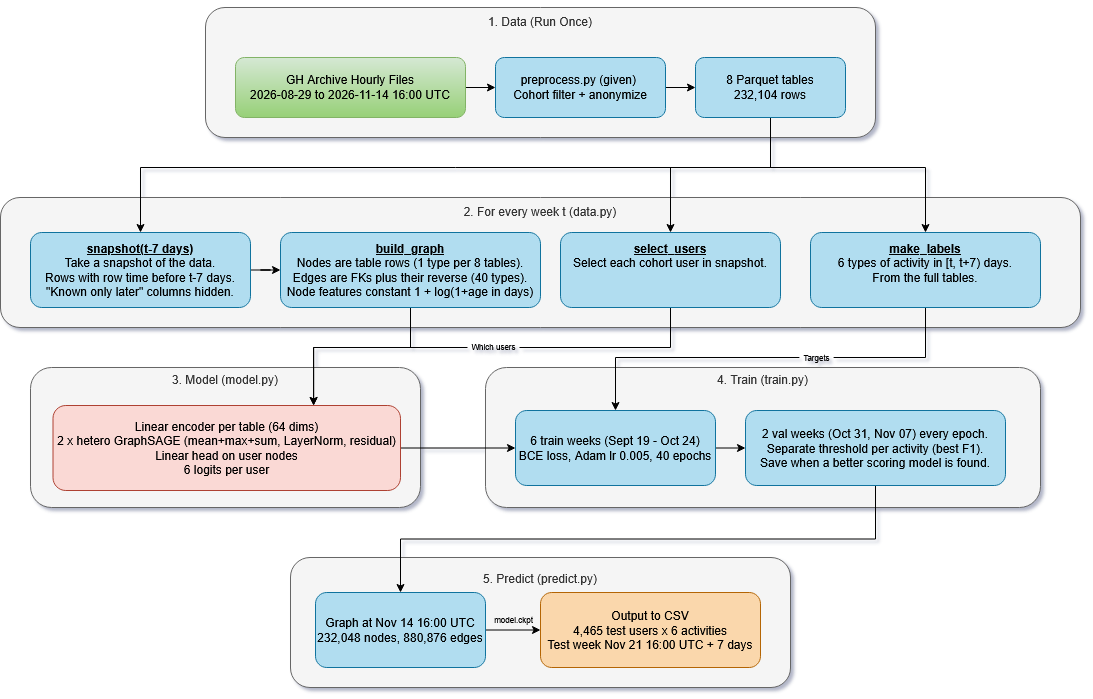 1. Data (Run Once)
GH Archive Hourly Files
2026-08-29 to 2026-11-14 16:00 UTC
preprocess.py (given)
Cohort filter + anonymize
8 Parquet tables
232,104 rows
2. For every week t (data.py)
snapshot(t-7 days)
Take a snapshot of the data.
Rows with row time before t-7 days.
"Known only later" columns hidden.
build_graph
Nodes are table rows (1 type per 8 tables).
Edges are FKs plus their reverse (40 types).
Node features constant 1 + log(1+age in days)
select_users
Select each cohort user in snapshot.
make_labels
6 types of activity in [t, t+7) days.
From the full tables.
Which users
Targets
3. Model (model.py)
Linear encoder per table (64 dims)
2 x hetero GraphSAGE (mean+max+sum, LayerNorm, residual)
Linear head on user nodes
6 logits per user
4. Train (train.py)
6 train weeks (Sept 19 - Oct 24)
BCE loss, Adam lr 0.005, 40 epochs
2 val weeks (Oct 31, Nov 07) every epoch.
Separate threshold per activity (best F1).
Save when a better scoring model is found.
5. Predict (predict.py)
Graph at Nov 14 16:00 UTC
232,048 nodes, 880,876 edges
model.ckpt
Output to CSV
4,465 test users x 6 activities
Test week Nov 21 16:00 UTC + 7 days